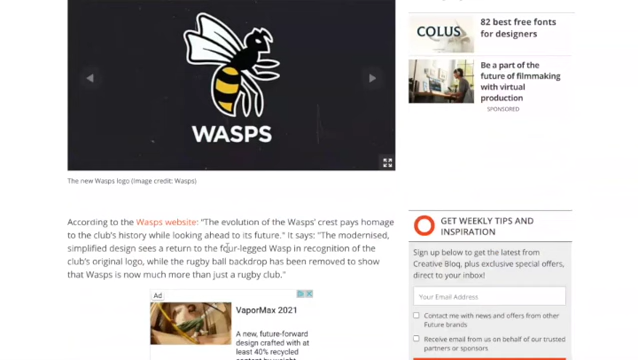 WASPS
The new Wasps logo (Image credit: Wasps)
According to the Wasps website: "The evolution of the Wasps' crest pays homage
to the club's history while looking ahead to its future." It says: "The modernised,
simplified design sees a return to the four-legged Wasp in recognition of the
club's original logo, while the rugby ball backdrop has been removed to show
that Wasps is now much more than just a rugby club."
Ad
VaporMax 2021
A new, future-forward
design crafted with at
least 40% recycled
content by weight.
COLUS
82 best free fonts
for designers
Be a part of the
future of filmmaking
with virtual
production
SPONSORED
GET WEEKLY TIPS AND
INSPIRATION
Sign up below to get the latest from
Creative Bloq, plus exclusive special offers,
direct to your inbox!
Your Email Address
Contact me with news and offers from other
Future brands
Receive email from us on behalf of our trusted
partners or sponsors